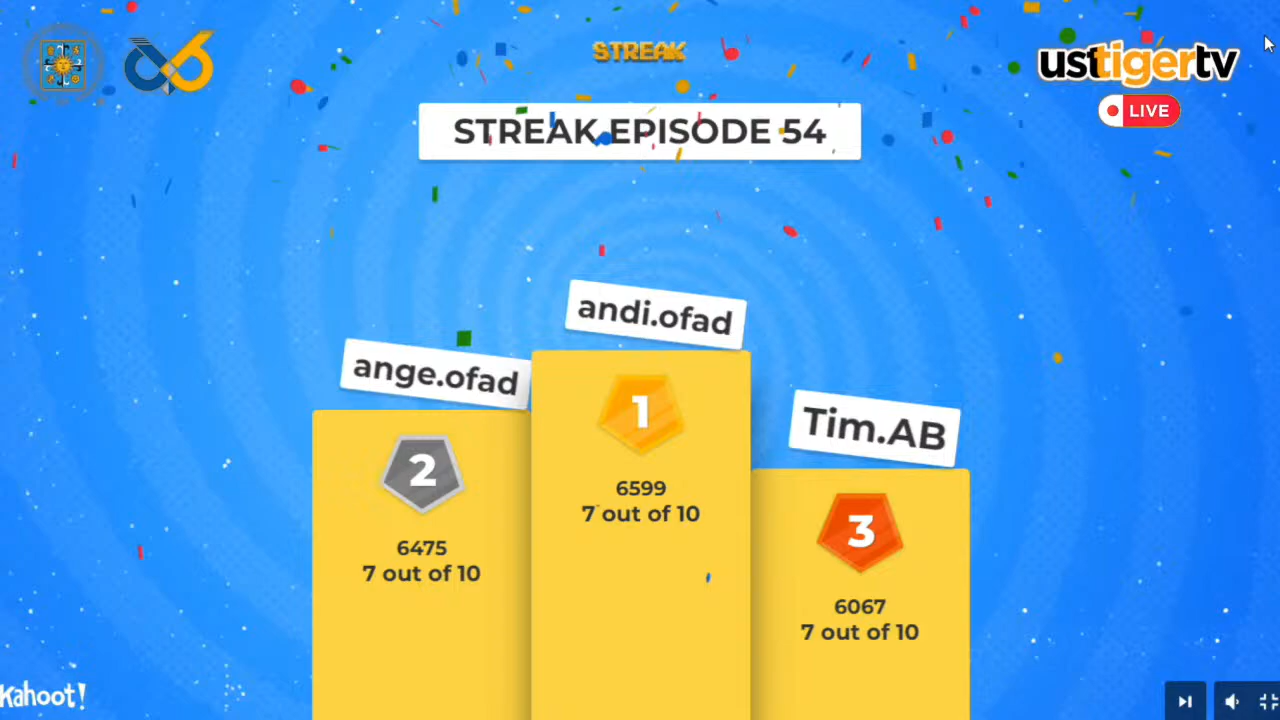 STREAK
usttigertv
LIVE
STREAK EPISODE 54
andi.ofad
ange.ofad
Tim.AB
1
6599
7 out of 10
2
6475
7 out of 10
3
6067
7 out of 10
Kahoot!